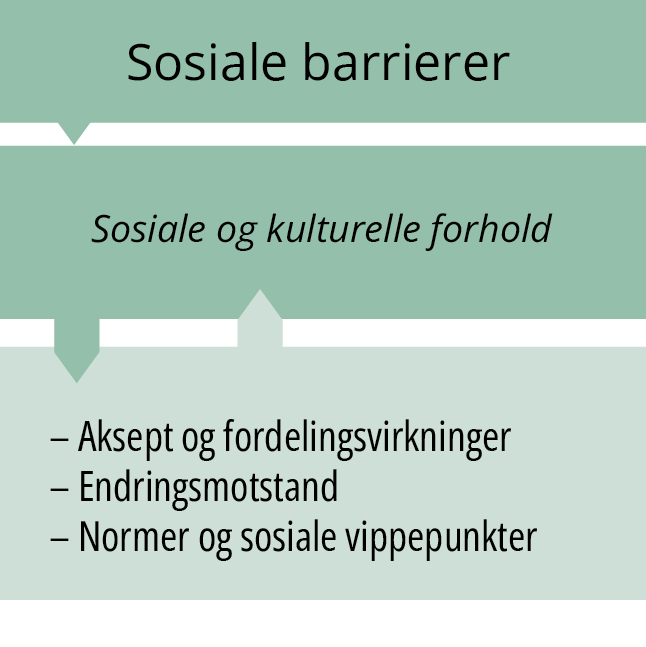 Sosiale barrierer
Sosiale og kulturelle forhold
– Aksept og fordelingsvirkninger
– Endringsmotstand
– Normer og sosiale vippepunkter